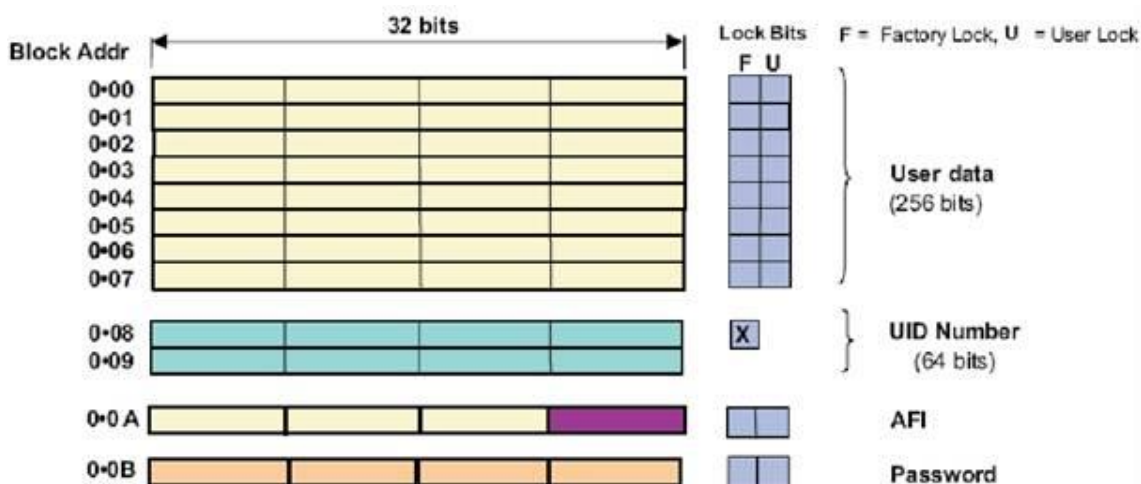 32 bits
Lock Bits F = Factory Lock, U = User Lock
Block Addr
F U
0•00
0•01
0•02
0•03
0•04
0•05
0•06
0•07
User data
(256 bits)
0•08
0•09
X
UID Number
(64 bits)
0•0A
AFI
0•0B
Password